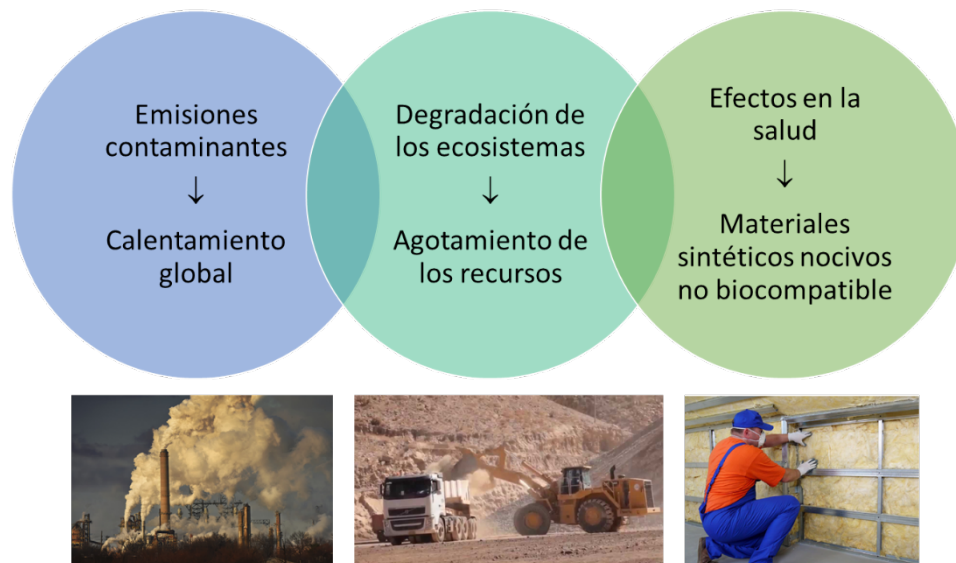 Emisiones
contaminantes
↓
Calentamiento
global
Degradación de
los ecosistemas
↓
Agotamiento de
los recursos
Efectos en la
salud
↓
Materiales
sintéticos nocivos
no biocompatible